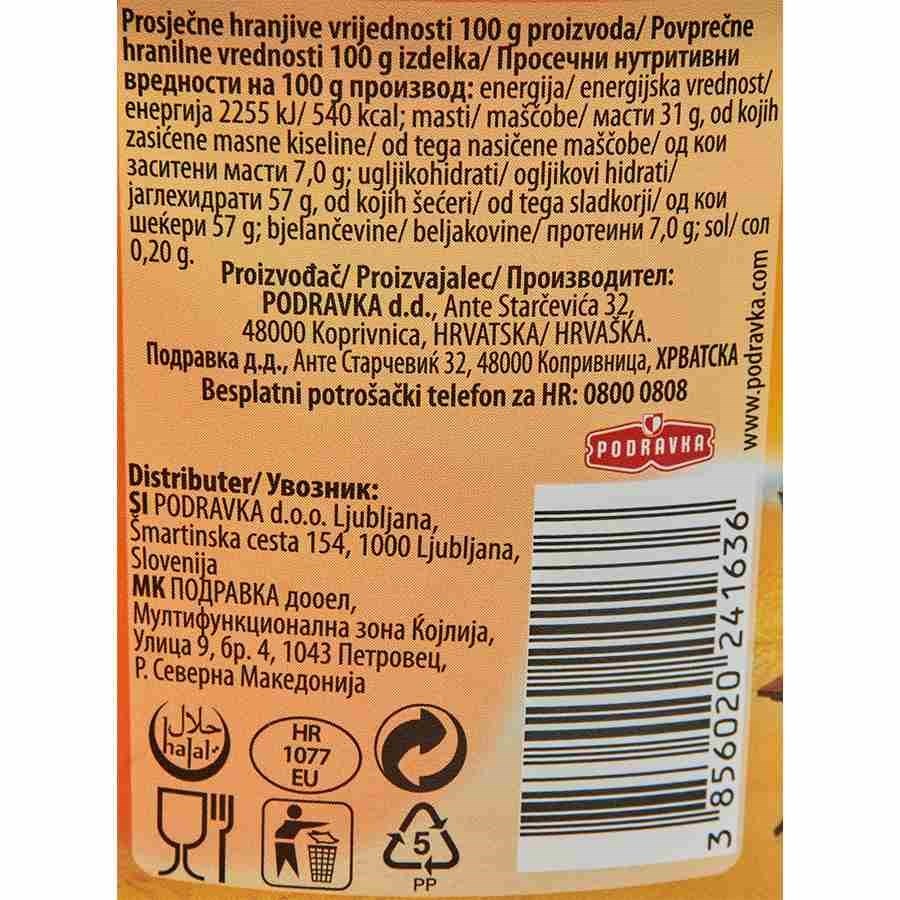 Prosječne hranjive vrijednosti 100 g proizvoda/ Povprečne
hranilne vrednosti 100 g izdelka/ Просечни нутритивни
вредности на 100 g производ: energija/ energijska vrednost/
енергија 2255 kJ/ 540 kcal; masti/ maščobe/ масти 31 g, od kojih
zasićene masne kiseline/ od tega nasičene maščobe/ од кои
заситени масти 7,0 g; ugljikohidrati/ ogljikovi hidrati/
јаглехидрати 57 g, od kojih šećeri/ od tega sladkorji/ од кои
шеќери 57 g; bjelančevine/ beljakovine/ протеини 7,0 g; sol/ сол
0,20 g.
Proizvođač/ Proizvajalec/ Производител:
PODRAVKA d.d., Ante Starčevića 32,
48000 Koprivnica, HRVATSKA/ HRVAŠKA.
Подравка д.д., Анте Старчевиќ 32, 48000 Копривница, ХРВАТСКА
Besplatni potrošački telefon za HR: 0800 0808
www.podravka.com
PODRAVKA
Distributer/ Увозник:
SI PODRAVKA d.o.o. Ljubljana,
Šmartinska cesta 154, 1000 Ljubljana,
Slovenija
MK ПОДРАВКА дооел,
Мултифункционална зона Ќојлија,
Улица 9, бр. 4, 1043 Петровец,
Р. Северна Македонија
حلال
halal
HR
1077
EU
5
PP
3 856020 241636